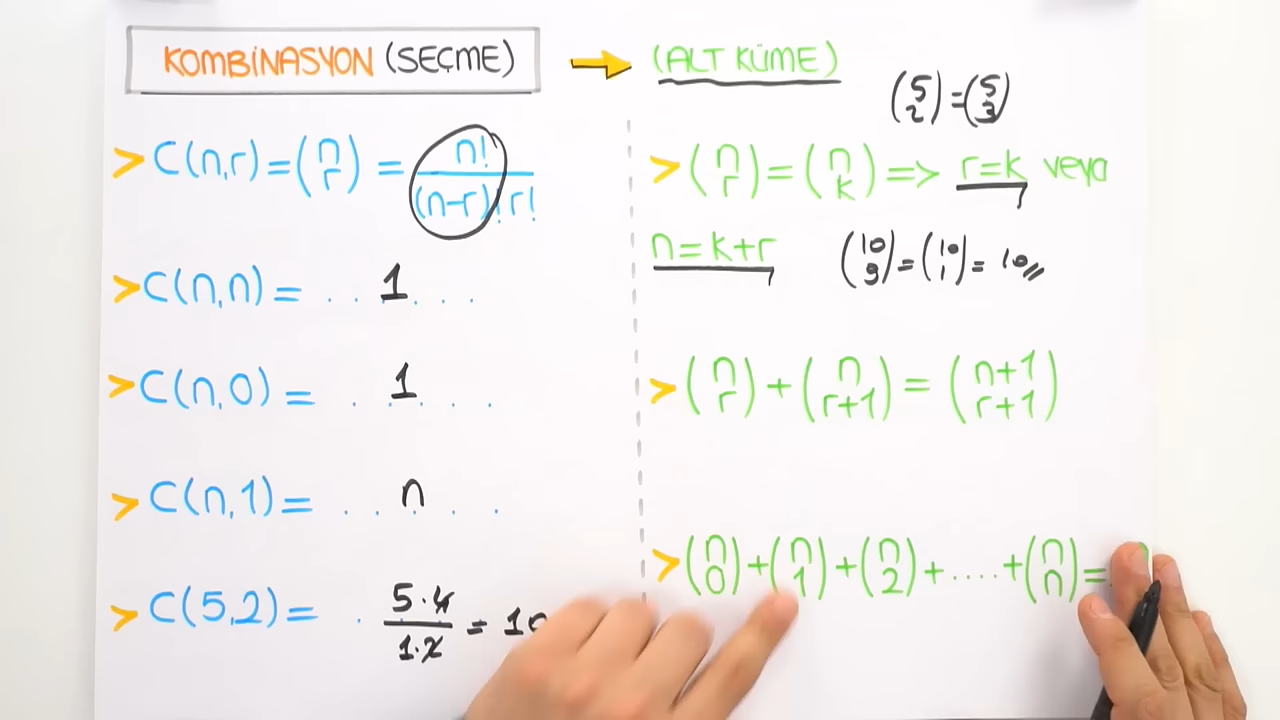 KOMBİNASYON (SEÇME) → (ALT KÜME)
> C(n,r) = (n r) = n! / (n-r)! r!
> C(n,n) = . . 1 . . .
> C(n,0) = . . 1 . . .
> C(n,1) = . . n . . .
> C(5,2) = . 5·4 / 1·2 = 10
(5 2) = (5 3)
> (n r) = (n k) => r=k veya
n=k+r
(10 9) = (10 1) = 10
> (n r) + (n r+1) = (n+1 r+1)
> (n 0) + (n 1) + (n 2) + .... + (n n) =